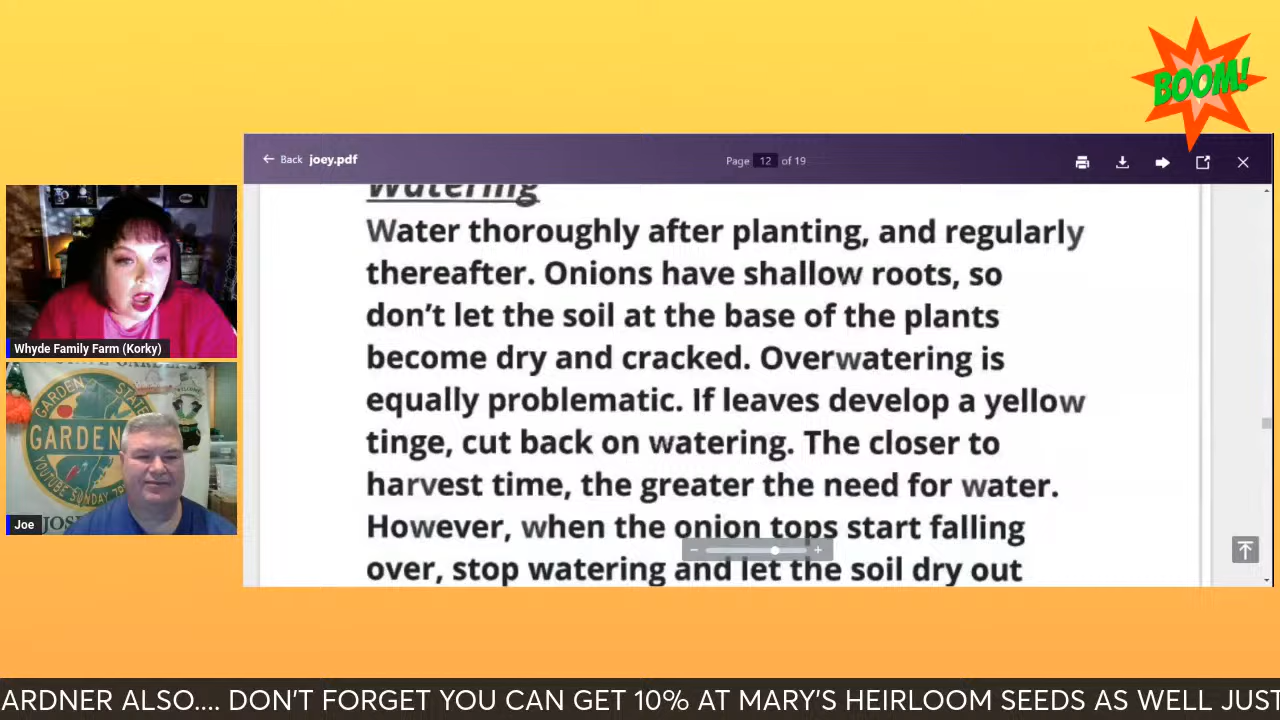 BOOM!
Back joey.pdf
Page 12 of 19
Watering
Water thoroughly after planting, and regularly
thereafter. Onions have shallow roots, so
don’t let the soil at the base of the plants
become dry and cracked. Overwatering is
equally problematic. If leaves develop a yellow
tinge, cut back on watering. The closer to
harvest time, the greater the need for water.
However, when the onion tops start falling
over, stop watering and let the soil dry out
Whyde Family Farm (Korky)
GARDEN STATE
GARDEN
YOUTUBE SUNDAY
Joe
ARDNER ALSO.... DON'T FORGET YOU CAN GET 10% AT MARY'S HEIRLOOM SEEDS AS WELL JUST